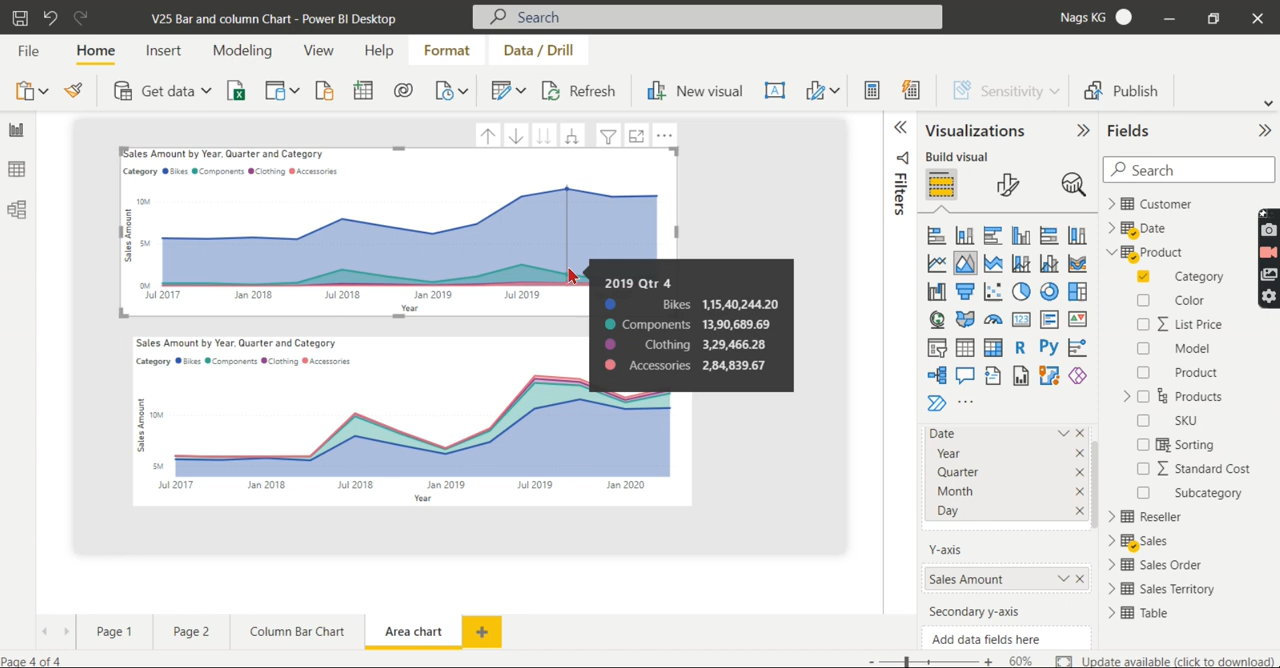 V25 Bar and column Chart - Power BI Desktop
Search
Nags KG
File
Home
Insert
Modeling
View
Help
Format
Data / Drill
Get data
Refresh
New visual
Sensitivity
Publish
Sales Amount by Year, Quarter and Category
Category Bikes Components Clothing Accessories
10M
5M
0M
Sales Amount
Jul 2017 Jan 2018 Jul 2018 Jan 2019 Jul 2019
Year
2019 Qtr 4
Bikes 1,15,40,244.20
Components 13,90,689.69
Clothing 3,29,466.28
Accessories 2,84,839.67
Sales Amount by Year, Quarter and Category
Category Bikes Components Clothing Accessories
10M
5M
Sales Amount
Jul 2017 Jan 2018 Jul 2018 Jan 2019 Jul 2019 Jan 2020
Year
Filters
Visualizations
Build visual
123
R
Py
Date
Year
Quarter
Month
Day
Y-axis
Sales Amount
Secondary y-axis
Add data fields here
Fields
Search
Customer
Date
Product
Category
Color
List Price
Model
Product
Products
SKU
Sorting
Standard Cost
Subcategory
Reseller
Sales
Sales Order
Sales Territory
Table
Page 1
Page 2
Column Bar Chart
Area chart
Page 4 of 4
60%
Update available (click to download)